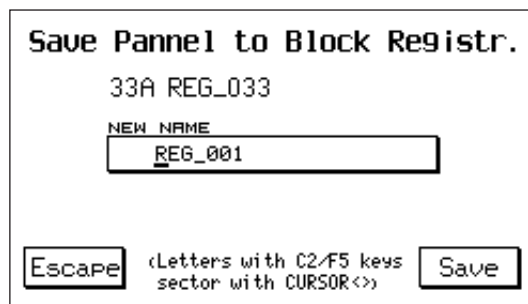 Save Pannel to Block Registr.
33A REG_033
NEW NAME
REG_001
Escape
(Letters with C2/F5 keys
sector with CURSOR<>)
Save